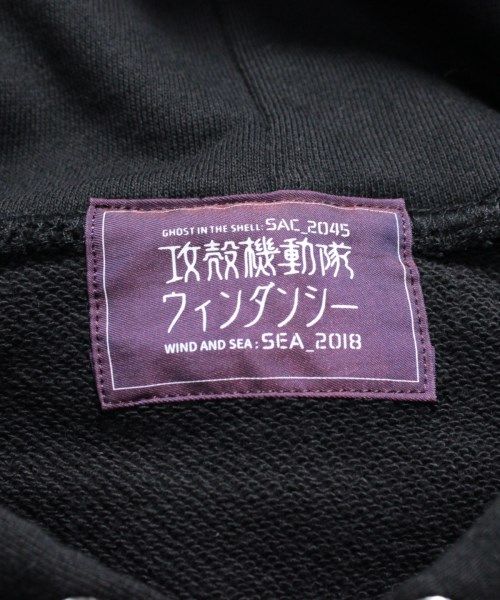 GHOST IN THE SHELL: SAC_2045
攻殻機動隊
ウィンダンシー
WIND AND SEA : SEA_2018